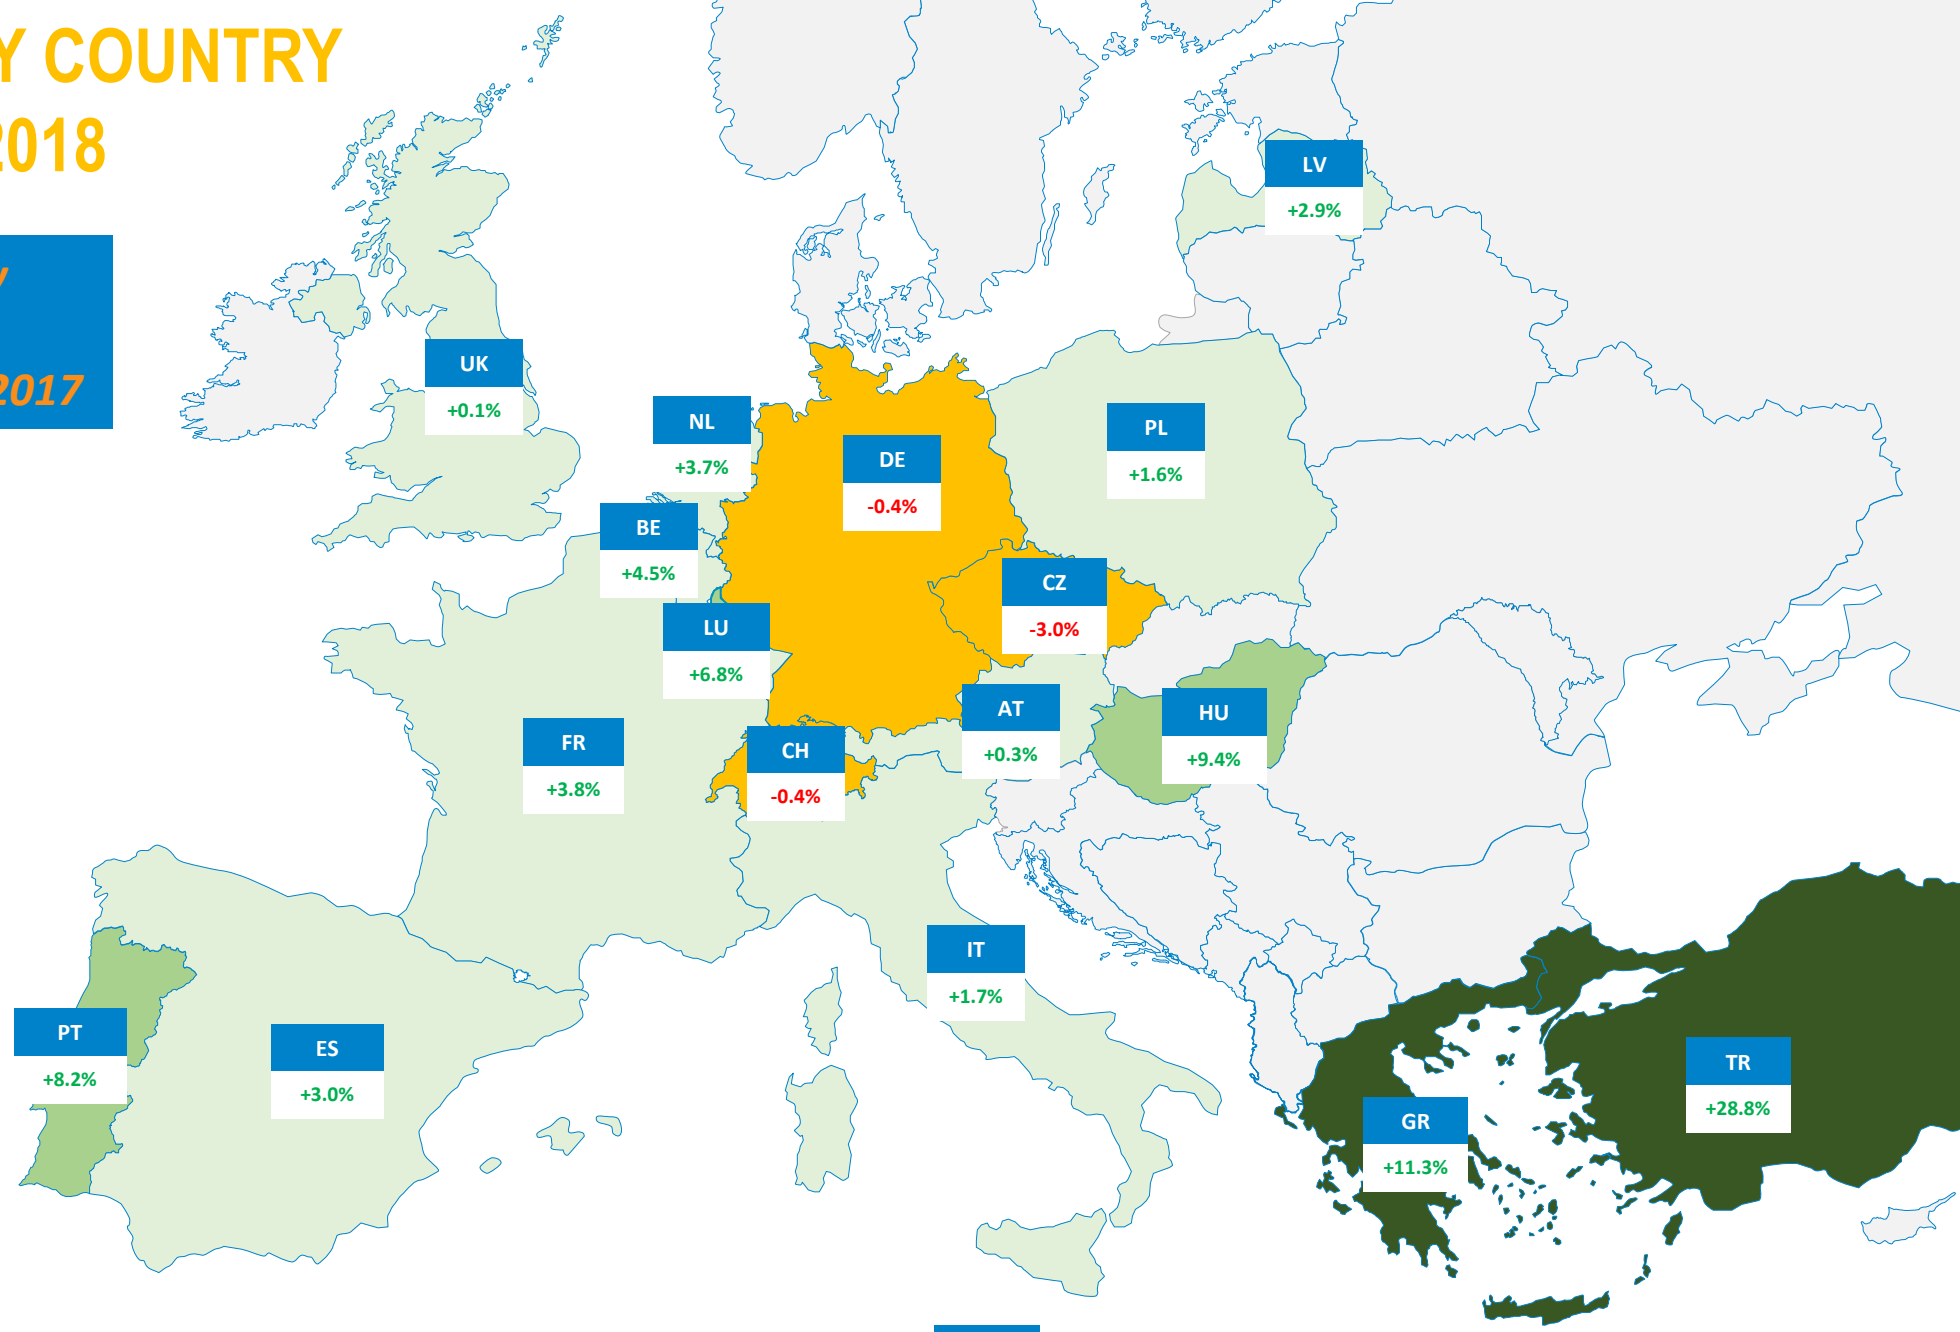 Y COUNTRY
2018
Y
2017
LV
+2.9%
UK
+0.1%
NL
+3.7%
DE
-0.4%
PL
+1.6%
BE
+4.5%
CZ
-3.0%
LU
+6.8%
AT
+0.3%
HU
+9.4%
FR
+3.8%
CH
-0.4%
IT
+1.7%
PT
+8.2%
ES
+3.0%
TR
+28.8%
GR
+11.3%